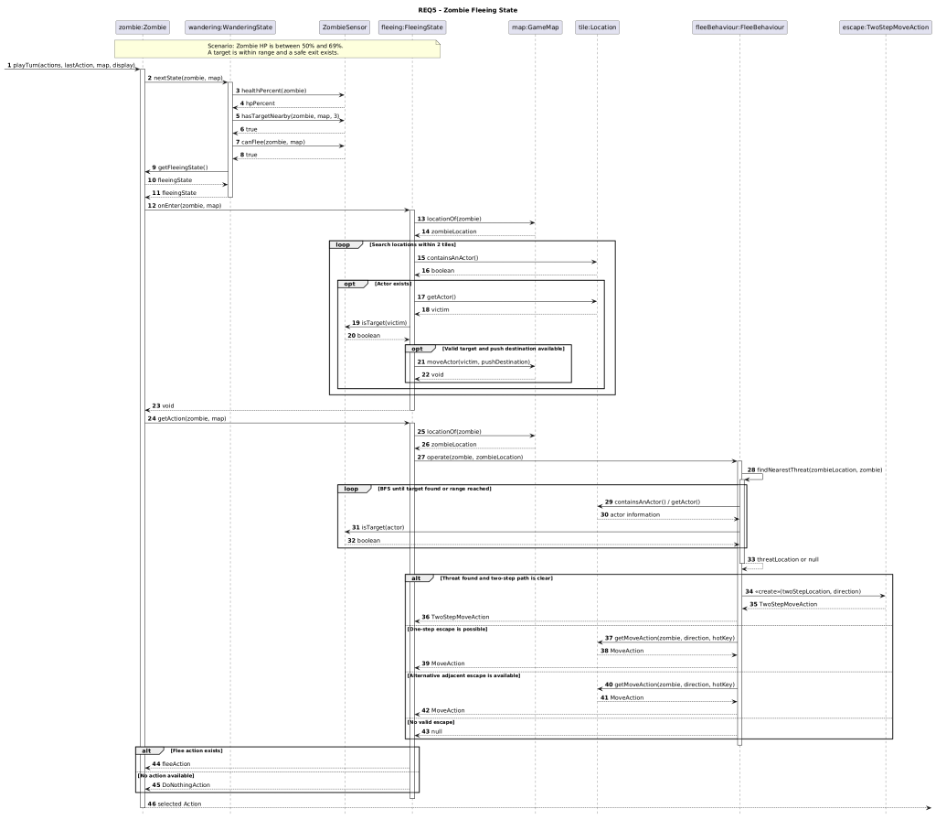 REQ5 - Zombie Fleeing State
zombie:Zombie
wandering:WanderingState
ZombieSensor
fleeing:FleeingState
map:GameMap
tile:Location
fleeBehaviour:FleeBehaviour
escape:TwoStepMoveAction
Scenario: Zombie HP is between 50% and 69%.
A target is within range and a safe exit exists.
1 playTurn(actions, lastAction, map, display)
2 nextState(zombie, map)
3 healthPercent(zombie)
4 hpPercent
5 hasTargetNearby(zombie, map, 3)
6 true
7 canFlee(zombie, map)
8 true
9 getFleeingState()
10 fleeingState
11 fleeingState
12 onEnter(zombie, map)
13 locationOf(zombie)
14 zombieLocation
loop [Search locations within 2 tiles]
15 containsAnActor()
16 boolean
opt [Actor exists]
17 getActor()
18 victim
19 isTarget(victim)
20 boolean
opt [Valid target and push destination available]
21 moveActor(victim, pushDestination)
22 void
23 void
24 getAction(zombie, map)
25 locationOf(zombie)
26 zombieLocation
27 operate(zombie, zombieLocation)
28 findNearestThreat(zombieLocation, zombie)
loop [BFS until target found or range reached]
29 containsAnActor() / getActor()
30 actor information
31 isTarget(actor)
32 boolean
33 threatLocation or null
alt [Threat found and two-step path is clear]
34 «create»(twoStepLocation, direction)
35 TwoStepMoveAction
36 TwoStepMoveAction
[One-step escape is possible]
37 getMoveAction(zombie, direction, hotKey)
38 MoveAction
39 MoveAction
[Alternative adjacent escape is available]
40 getMoveAction(zombie, direction, hotKey)
41 MoveAction
42 MoveAction
[No valid escape]
43 null
alt [Flee action exists]
44 fleeAction
[No action available]
45 DoNothingAction
46 selected Action